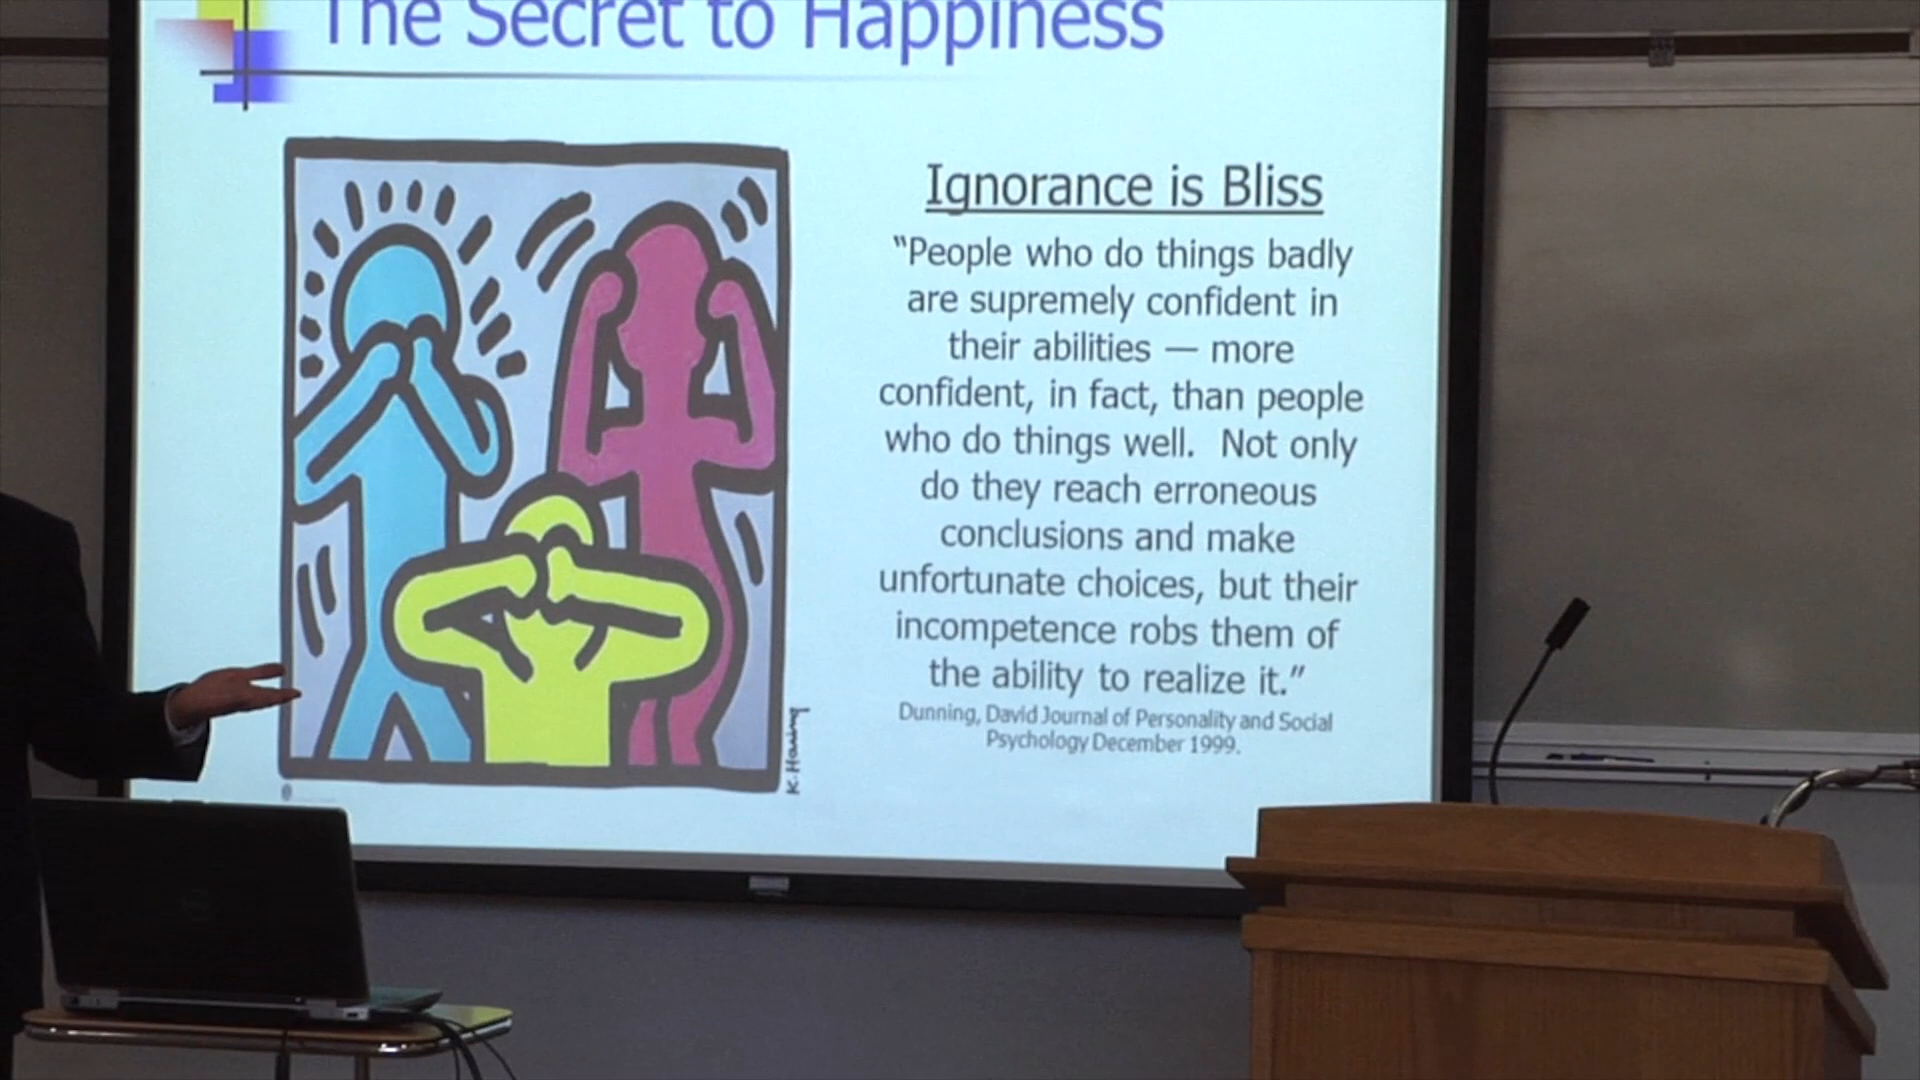 The Secret to Happiness
Ignorance is Bliss
“People who do things badly
are supremely confident in
their abilities — more
confident, in fact, than people
who do things well.  Not only
do they reach erroneous
conclusions and make
unfortunate choices, but their
incompetence robs them of
the ability to realize it.”
Dunning, David Journal of Personality and Social
Psychology December 1999.
K. Haring